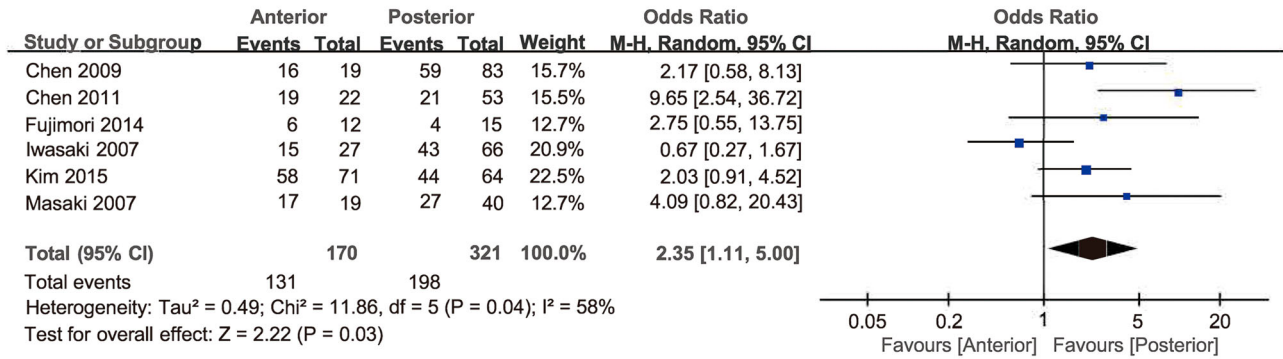 Anterior Posterior Odds Ratio Odds Ratio
Study or Subgroup Events Total Events Total Weight M-H, Random, 95% CI M-H, Random, 95% CI
Chen 2009 16 19 59 83 15.7% 2.17 [0.58, 8.13]
Chen 2011 19 22 21 53 15.5% 9.65 [2.54, 36.72]
Fujimori 2014 6 12 4 15 12.7% 2.75 [0.55, 13.75]
Iwasaki 2007 15 27 43 66 20.9% 0.67 [0.27, 1.67]
Kim 2015 58 71 44 64 22.5% 2.03 [0.91, 4.52]
Masaki 2007 17 19 27 40 12.7% 4.09 [0.82, 20.43]
Total (95% CI) 170 321 100.0% 2.35 [1.11, 5.00]
Total events 131 198
Heterogeneity: Tau² = 0.49; Chi² = 11.86, df = 5 (P = 0.04); I² = 58%
Test for overall effect: Z = 2.22 (P = 0.03)
0.05 0.2 1 5 20
Favours [Anterior] Favours [Posterior]